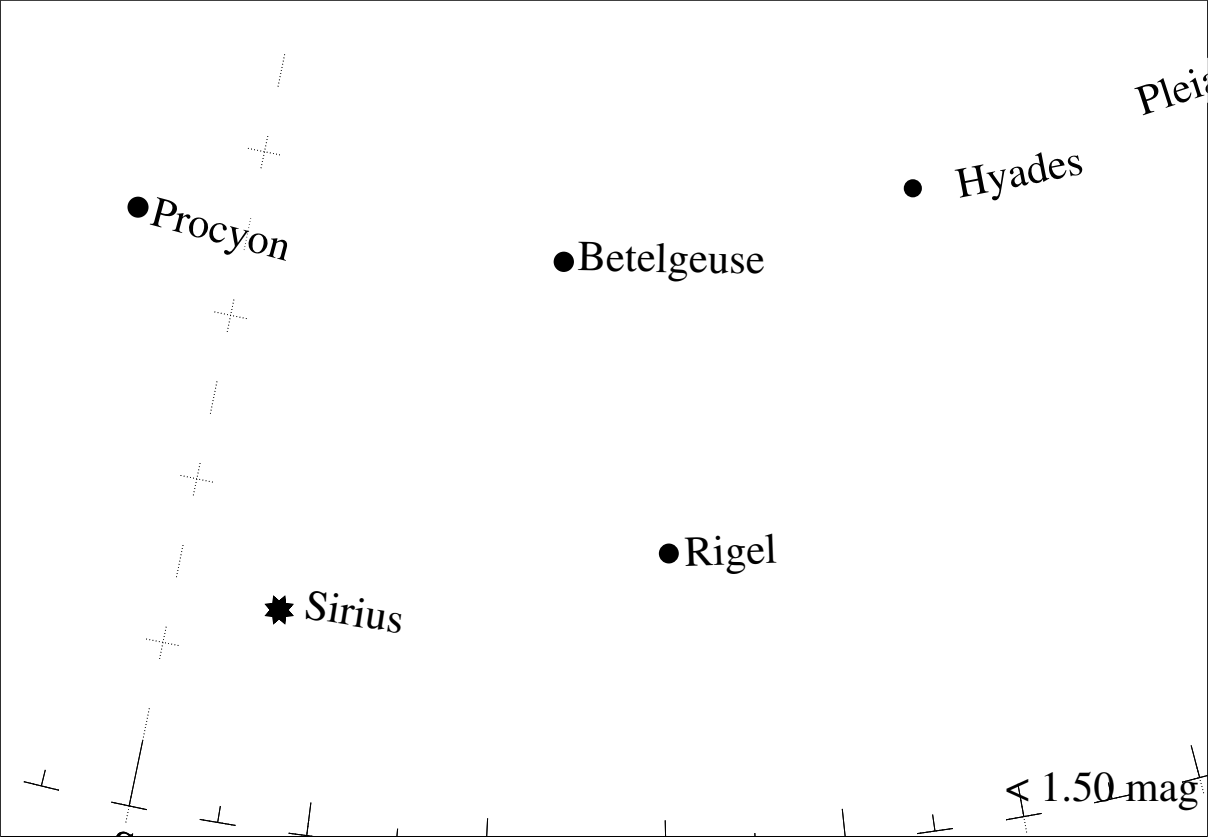 Pleia
Hyades
Procyon
Betelgeuse
Rigel
Sirius
< 1.50 mag